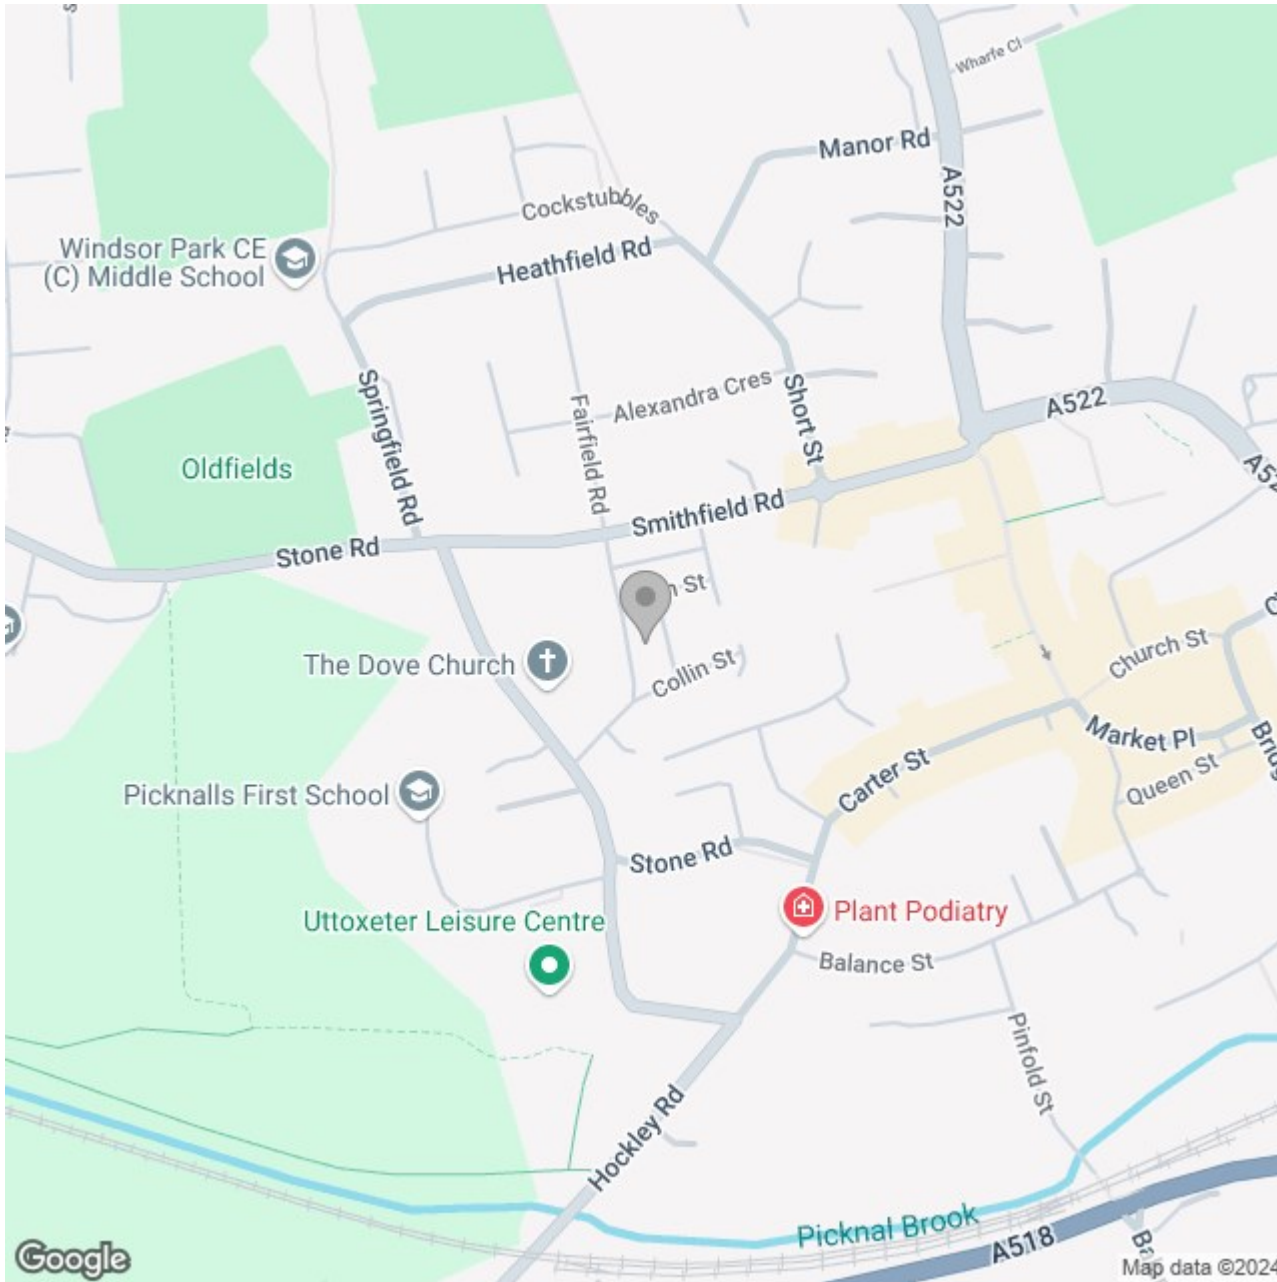 Wharfe Cl
Manor Rd
A522
Cockstubbles
Windsor Park CE
(C) Middle School
Heathfield Rd
Springfield Rd
Fairfield Rd
Alexandra Cres
Short St
A522
Oldfields
Smithfield Rd
Stone Rd
St
The Dove Church
Collin St
Church St
Market Pl
Carter St
Queen St
Picknalls First School
Stone Rd
Uttoxeter Leisure Centre
Plant Podiatry
Balance St
Pinfold St
Hockley Rd
Picknal Brook
A518
Google
Map data ©2024